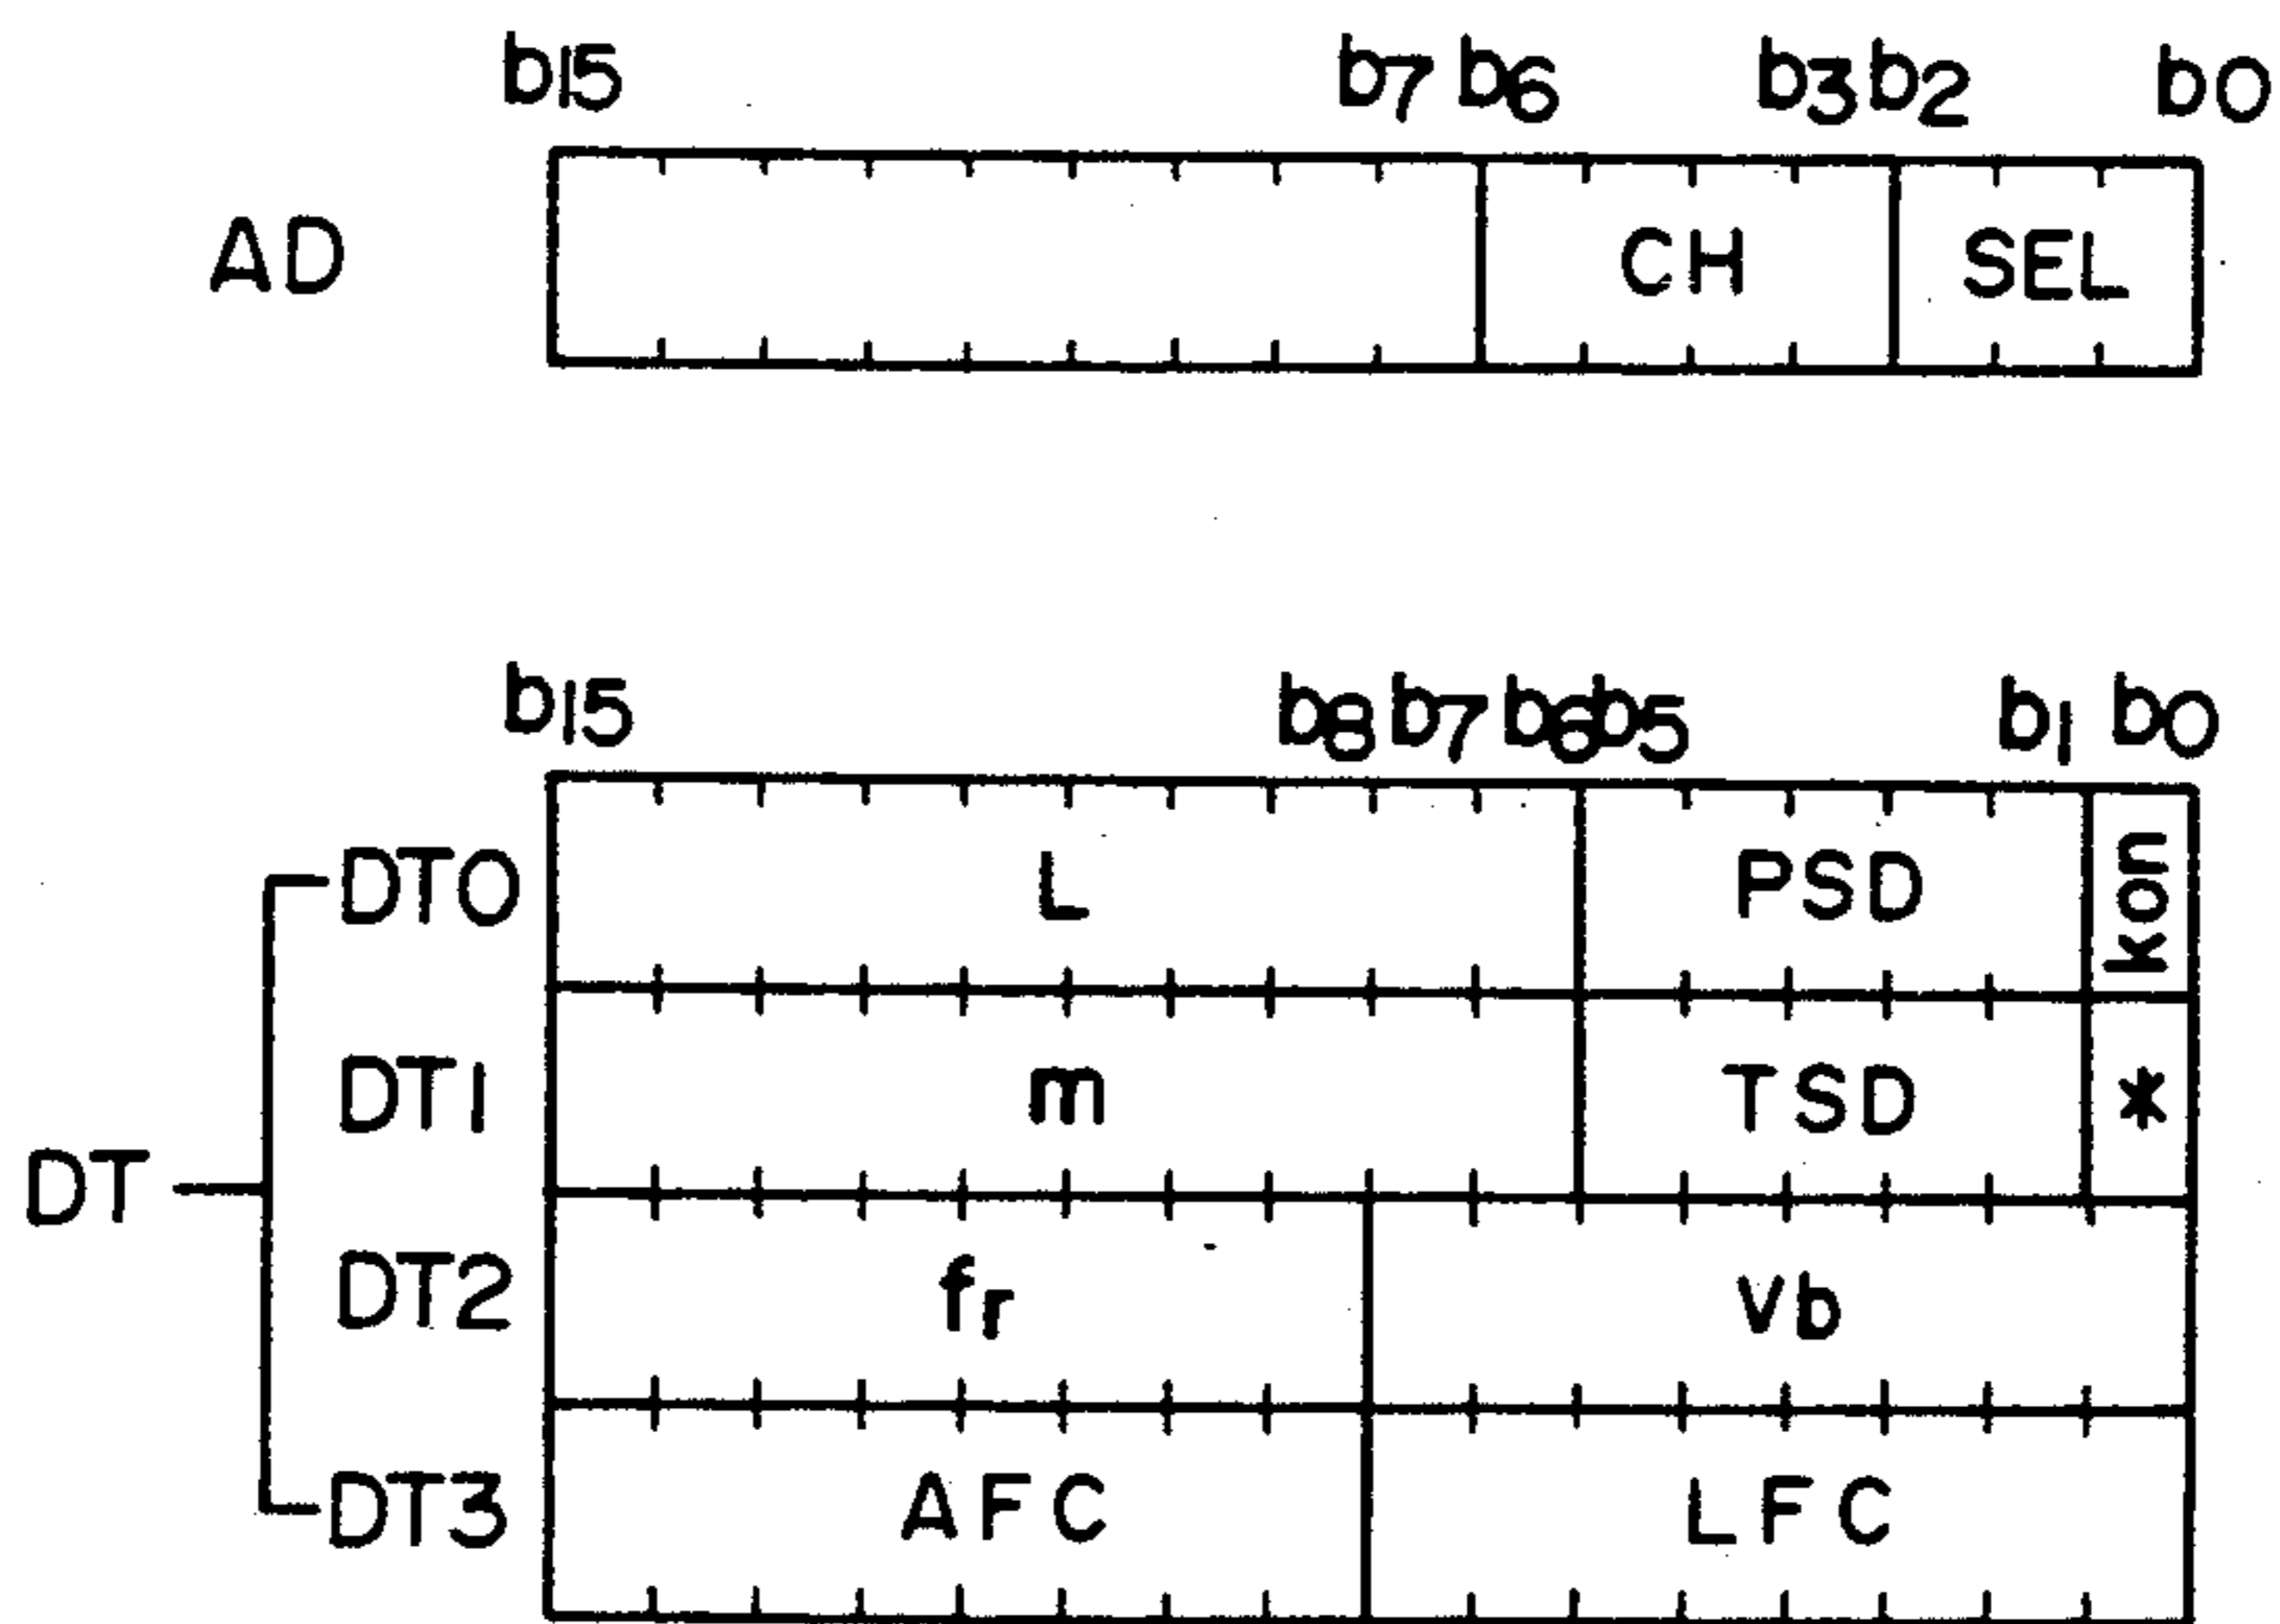 b15 b7 b6 b3 b2 b0
AD CH SEL
b15 b8 b7 b6 b5 b1 b0
DT0 L PSD kon
DT1 m TSD *
DT
DT2 fr vb
DT3 AFC LFC